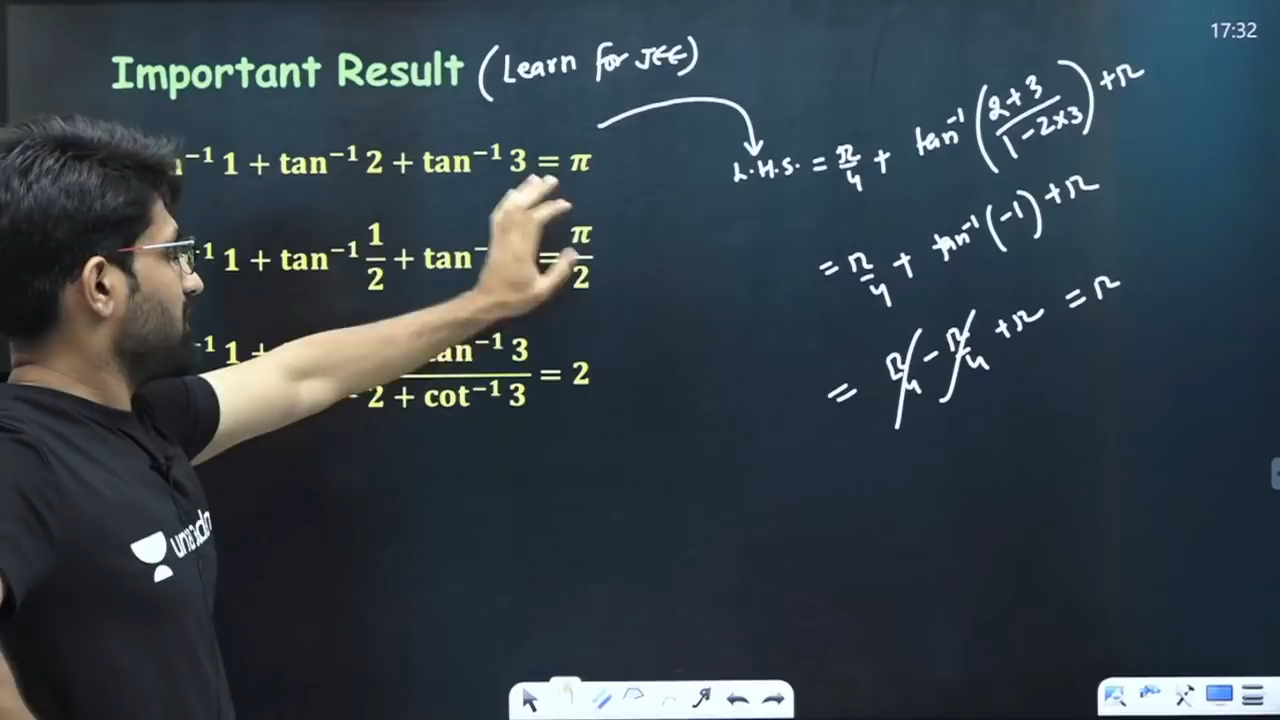 17:32
Important Result (Learn for JEE)
⁻¹ 1 + tan⁻¹ 2 + tan⁻¹ 3 = π
⁻¹ 1 + tan⁻¹ 1/2 + tan⁻ = π/2
⁻¹ 1 + an⁻¹ 3 / 2 + cot⁻¹ 3 = 2
L.H.S. = π/4 + tan⁻¹ ( 2+3 / 1-2×3 ) + π
= π/4 + tan⁻¹ (-1) + π
= π/4 - π/4 + π = π